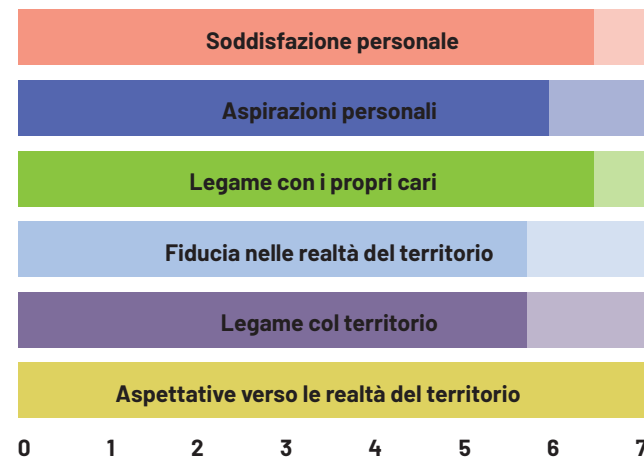 Soddisfazione personale
Aspirazioni personali
Legame con i propri cari
Fiducia nelle realtà del territorio
Legame col territorio
Aspettative verso le realtà del territorio
0 1 2 3 4 5 6 7